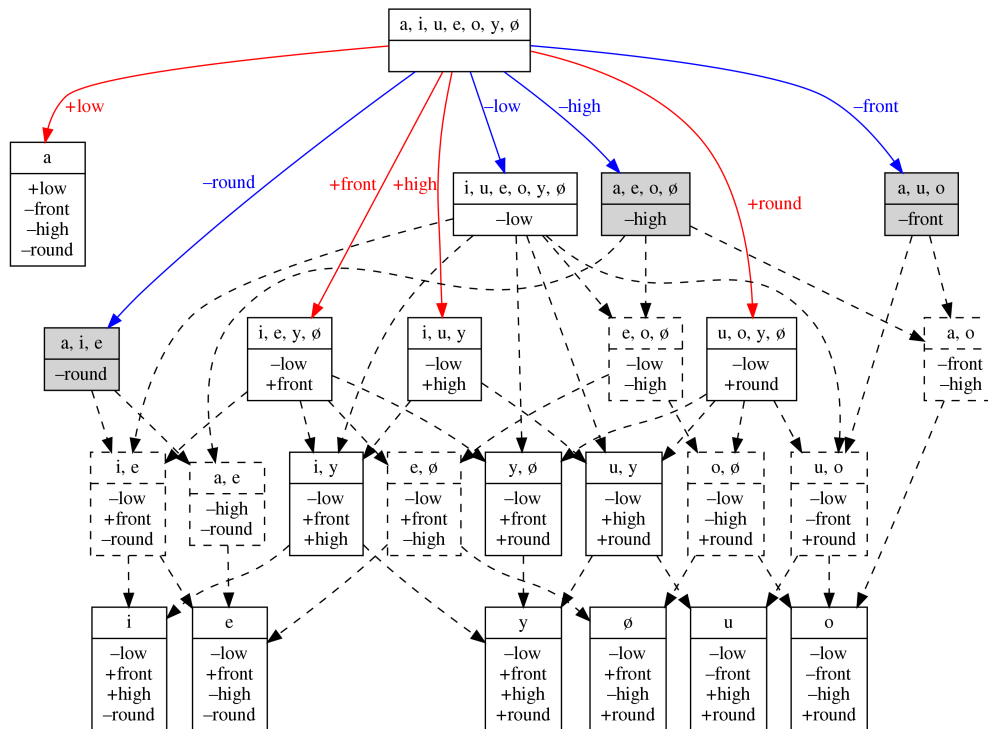 a, i, u, e, o, y, ø
+low
–round
+front
+high
–low
–high
+round
–front
a
+low
–front
–high
–round
i, u, e, o, y, ø
–low
a, e, o, ø
–high
a, u, o
–front
a, i, e
–round
i, e, y, ø
–low
+front
i, u, y
–low
+high
e, o, ø
–low
–high
u, o, y, ø
–low
+round
a, o
–front
–high
i, e
–low
+front
–round
a, e
–high
–round
i, y
–low
+front
+high
e, ø
–low
+front
–high
y, ø
–low
+front
+round
u, y
–low
+high
+round
o, ø
–low
–high
+round
u, o
–low
–front
+round
i
–low
+front
+high
–round
e
–low
+front
–high
–round
y
–low
+front
+high
+round
ø
–low
+front
–high
+round
u
–low
–front
+high
+round
o
–low
–front
–high
+round